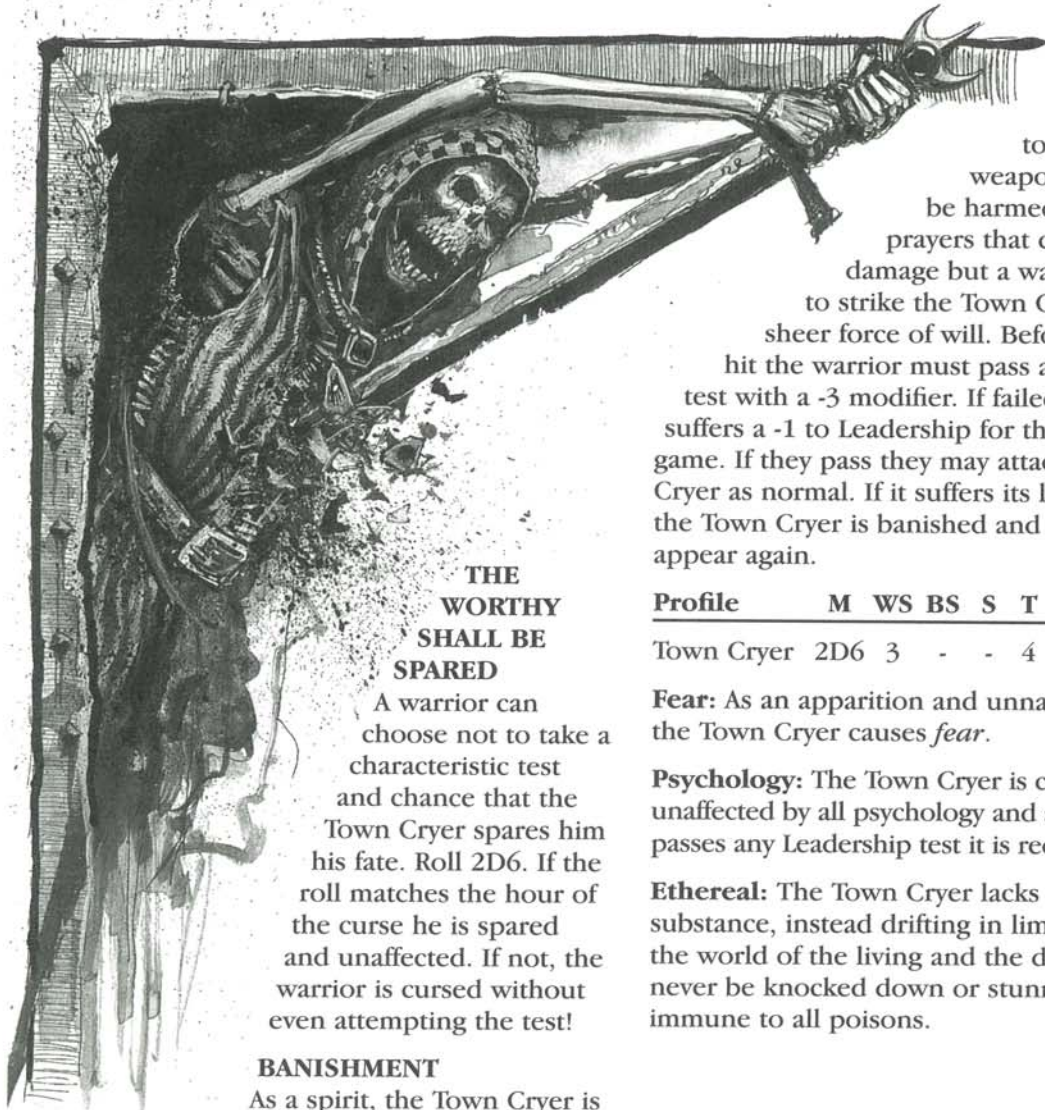 THE
WORTHY
SHALL BE
SPARED
A warrior can
choose not to take a
characteristic test
and chance that the
Town Cryer spares him
his fate. Roll 2D6. If the
roll matches the hour of
the curse he is spared
and unaffected. If not, the
warrior is cursed without
even attempting the test!
BANISHMENT
As a spirit, the Town Cryer is
to
weapo
be harmed
prayers that
damage but a wa
to strike the Town
sheer force of will. Befo
hit the warrior must pass a
test with a -3 modifier. If failed
suffers a -1 to Leadership for th
game. If they pass they may attac
Cryer as normal. If it suffers its
the Town Cryer is banished and
appear again.
Profile M WS BS S T
Town Cryer 2D6 3 - - 4
Fear: As an apparition and unna
the Town Cryer causes fear.
Psychology: The Town Cryer is c
unaffected by all psychology and
passes any Leadership test it is rec
Ethereal: The Town Cryer lacks
substance, instead drifting in lim
the world of the living and the d
never be knocked down or stunn
immune to all poisons.